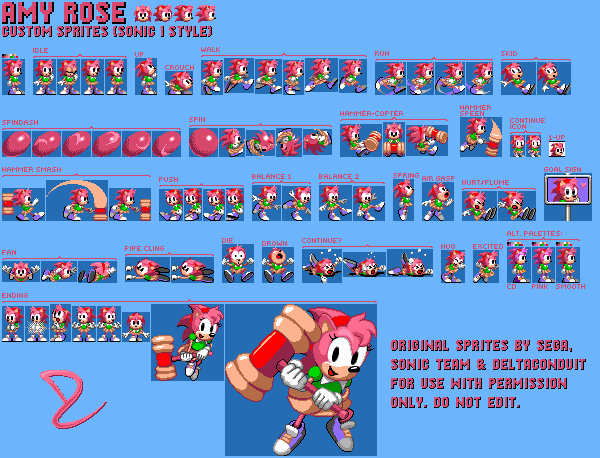 AMY ROSE
CUSTOM SPRITES (SONIC 1 STYLE)
IDLE
UP
CROUCH
WALK
RUN
SKID
SPINDASH
SPIN
HAMMER-COPTER
HAMMER SPEEN
CONTINUE ICON
1-UP
HAMMER SMASH
PUSH
BALANCE 1
BALANCE 2
SPRING
AIR GASP
HURT/FLUME
GOAL SIGN
FAN
PIPE CLING
DIE
DROWN
CONTINUE?
HUG
EXCITED
ALT. PALETTES:
CD
PINK
SMOOTH
ENDING
ORIGINAL SPRITES BY SEGA,
SONIC TEAM & DELTACONDUIT
FOR USE WITH PERMISSION
ONLY. DO NOT EDIT.